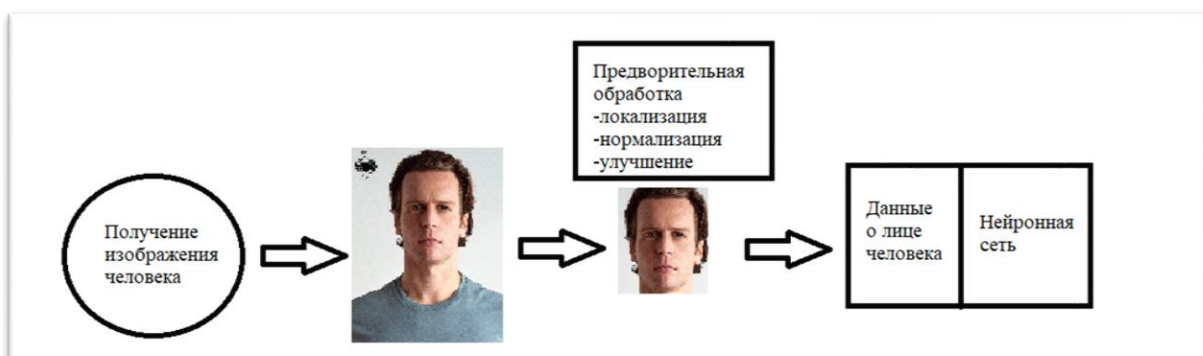 Получение
изображения
человека
Предворительная
обработка
-локализация
-нормализация
-улучшение
Данные
о лице
человека
Нейронная
сеть